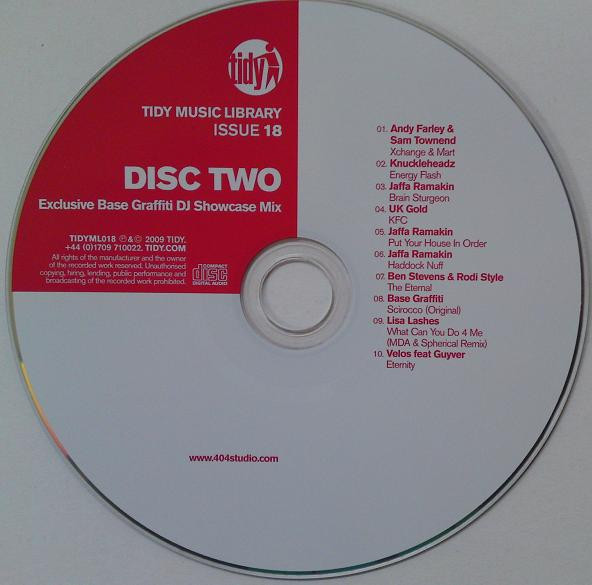 tidy
TIDY MUSIC LIBRARY
ISSUE 18
DISC TWO
Exclusive Base Graffiti DJ Showcase Mix
TIDYML018 ℗&© 2009 TIDY.
+44 (0)1709 710022. TIDY.COM
All rights of the manufacturer and the owner
of the recorded work reserved. Unauthorised
copying, hiring, lending, public performance and
broadcasting of the recorded work prohibited.
COMPACT
disc
DIGITAL AUDIO
01. Andy Farley &
Sam Townend
Xchange & Mart
02. Knuckleheadz
Energy Flash
03. Jaffa Ramakin
Brain Sturgeon
04. UK Gold
KFC
05. Jaffa Ramakin
Put Your House In Order
06. Jaffa Ramakin
Haddock Nuff
07. Ben Stevens & Rodi Style
The Eternal
08. Base Graffiti
Scirocco (Original)
09. Lisa Lashes
What Can You Do 4 Me
(MDA & Spherical Remix)
10. Velos feat Guyver
Eternity
www.404studio.com